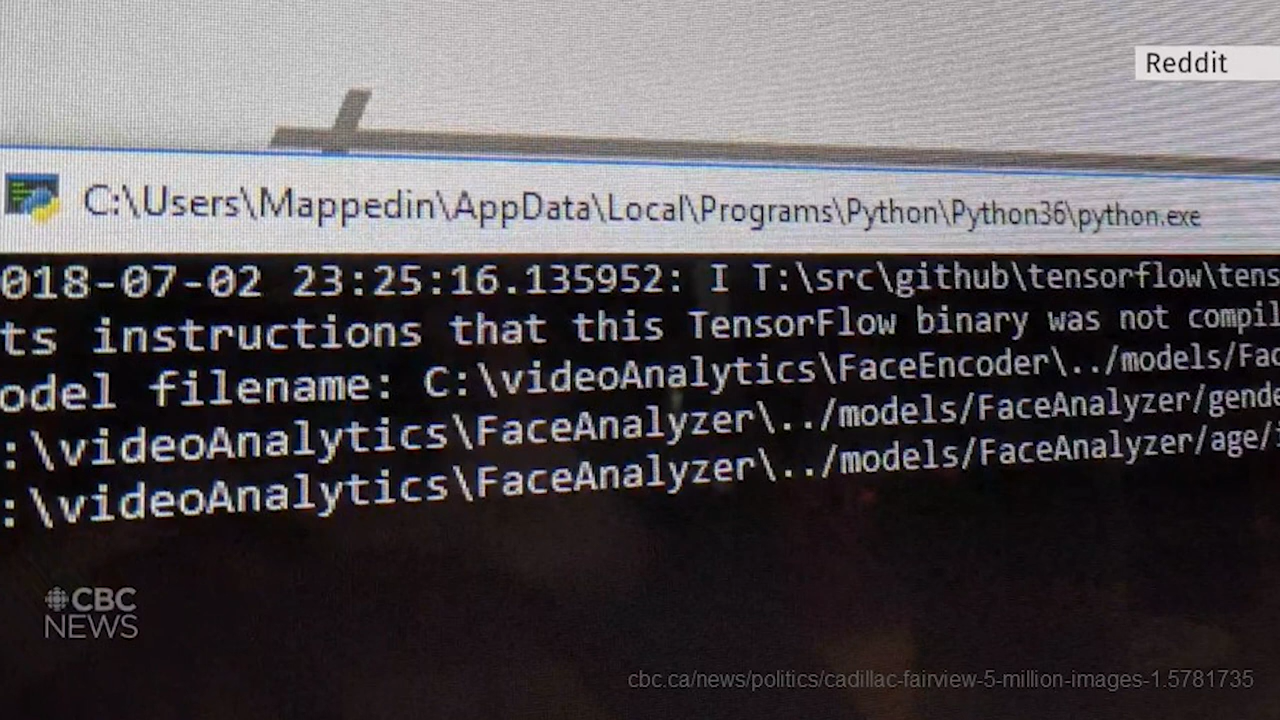 Reddit
C:\Users\Mappedin\AppData\Local\Programs\Python\Python36\python.exe
018-07-02 23:25:16.135952: I T:\src\github\tensorflow\tens
ts instructions that this TensorFlow binary was not compil
odel filename: C:\videoAnalytics\FaceEncoder\../models/Fac
:\videoAnalytics\FaceAnalyzer\../models/FaceAnalyzer/gende
:\videoAnalytics\FaceAnalyzer\../models/FaceAnalyzer/age/
CBC
NEWS
cbc.ca/news/politics/cadillac-fairview-5-million-images-1.5781735